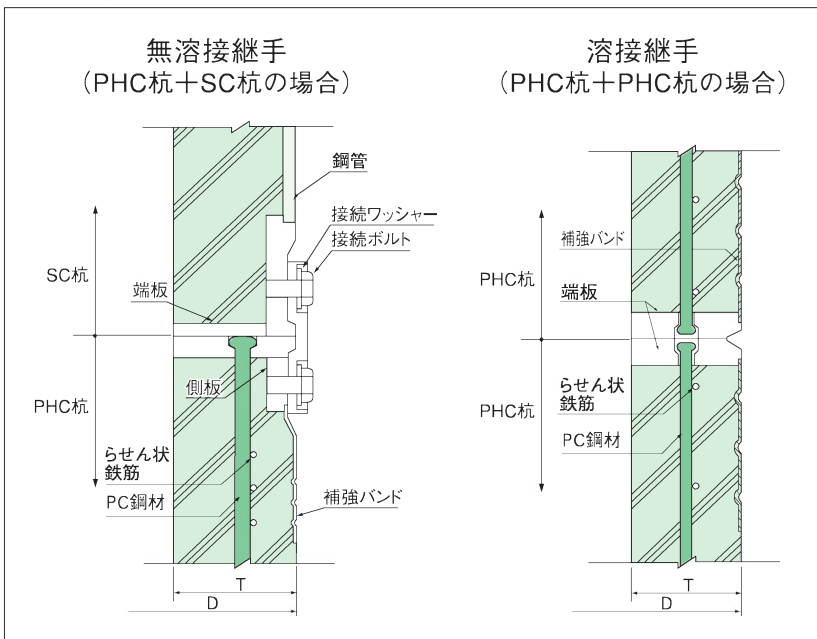 無溶接継手
(PHC杭＋SC杭の場合)
鋼管
接続ワッシャー
接続ボルト
SC杭
端板
PHC杭
側板
らせん状
鉄筋
PC鋼材
補強バンド
T
D
溶接継手
(PHC杭＋PHC杭の場合)
補強バンド
PHC杭
端板
PHC杭
らせん状
鉄筋
PC鋼材
T
D